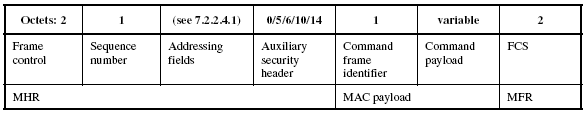 Octets: 2 1 (see 7.2.2.4.1) 0/5/6/10/14 1 variable 2
Frame control Sequence number Addressing fields Auxiliary security header Command frame identifier Command payload FCS
MHR MAC payload MFR